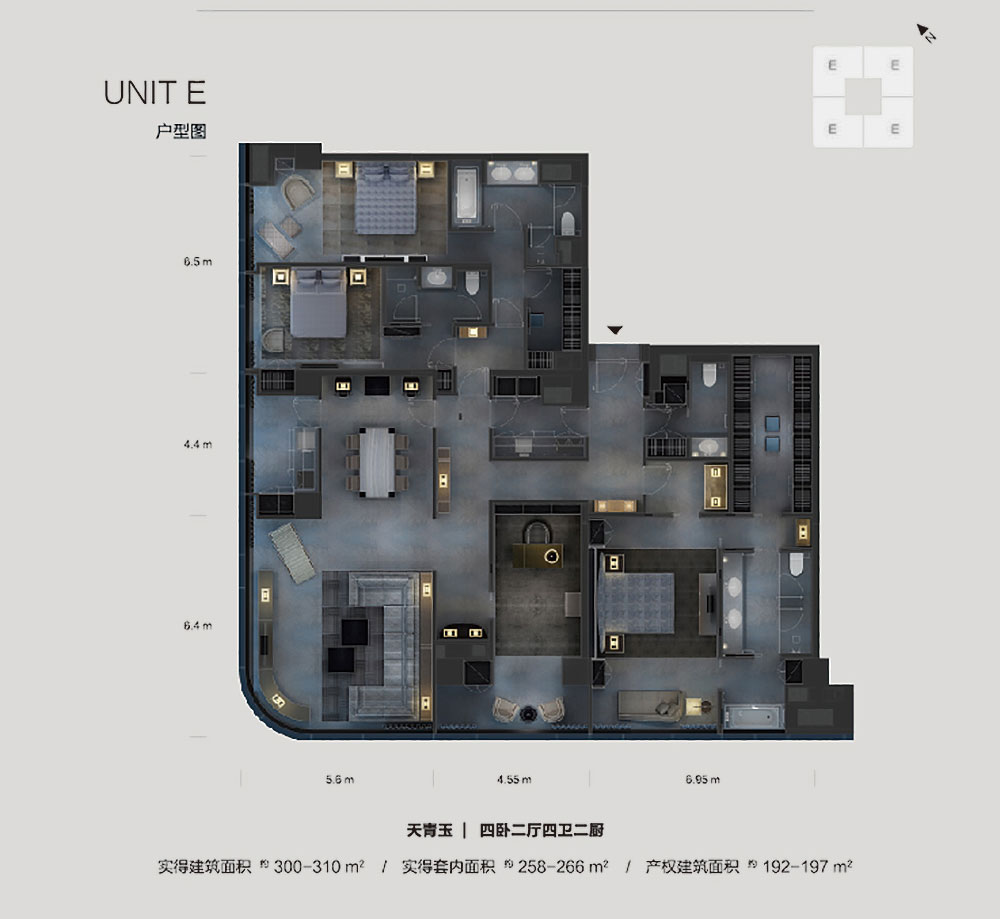 N
UNIT E
户型图
E E
E E
6.5 m
4.4 m
6.4 m
5.6 m 4.55 m 6.95 m
天青玉 | 四卧二厅四卫二厨
实得建筑面积 约 300-310 m² / 实得套内面积 约 258-266 m² / 产权建筑面积 约 192-197 m²